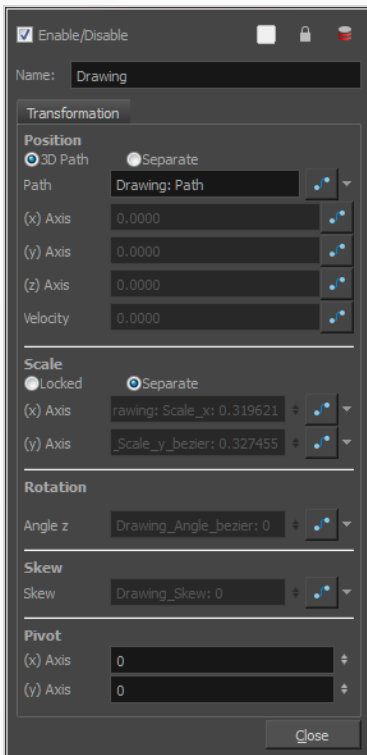 Enable/Disable
Name: Drawing
Transformation
Position
3D Path Separate
Path Drawing: Path
(x) Axis 0.0000
(y) Axis 0.0000
(z) Axis 0.0000
Velocity 0.0000
Scale
Locked Separate
(x) Axis rawing: Scale_x: 0.319621
(y) Axis _Scale_y_bezier: 0.327455
Rotation
Angle z Drawing_Angle_bezier: 0
Skew
Skew Drawing_Skew: 0
Pivot
(x) Axis 0
(y) Axis 0
Close